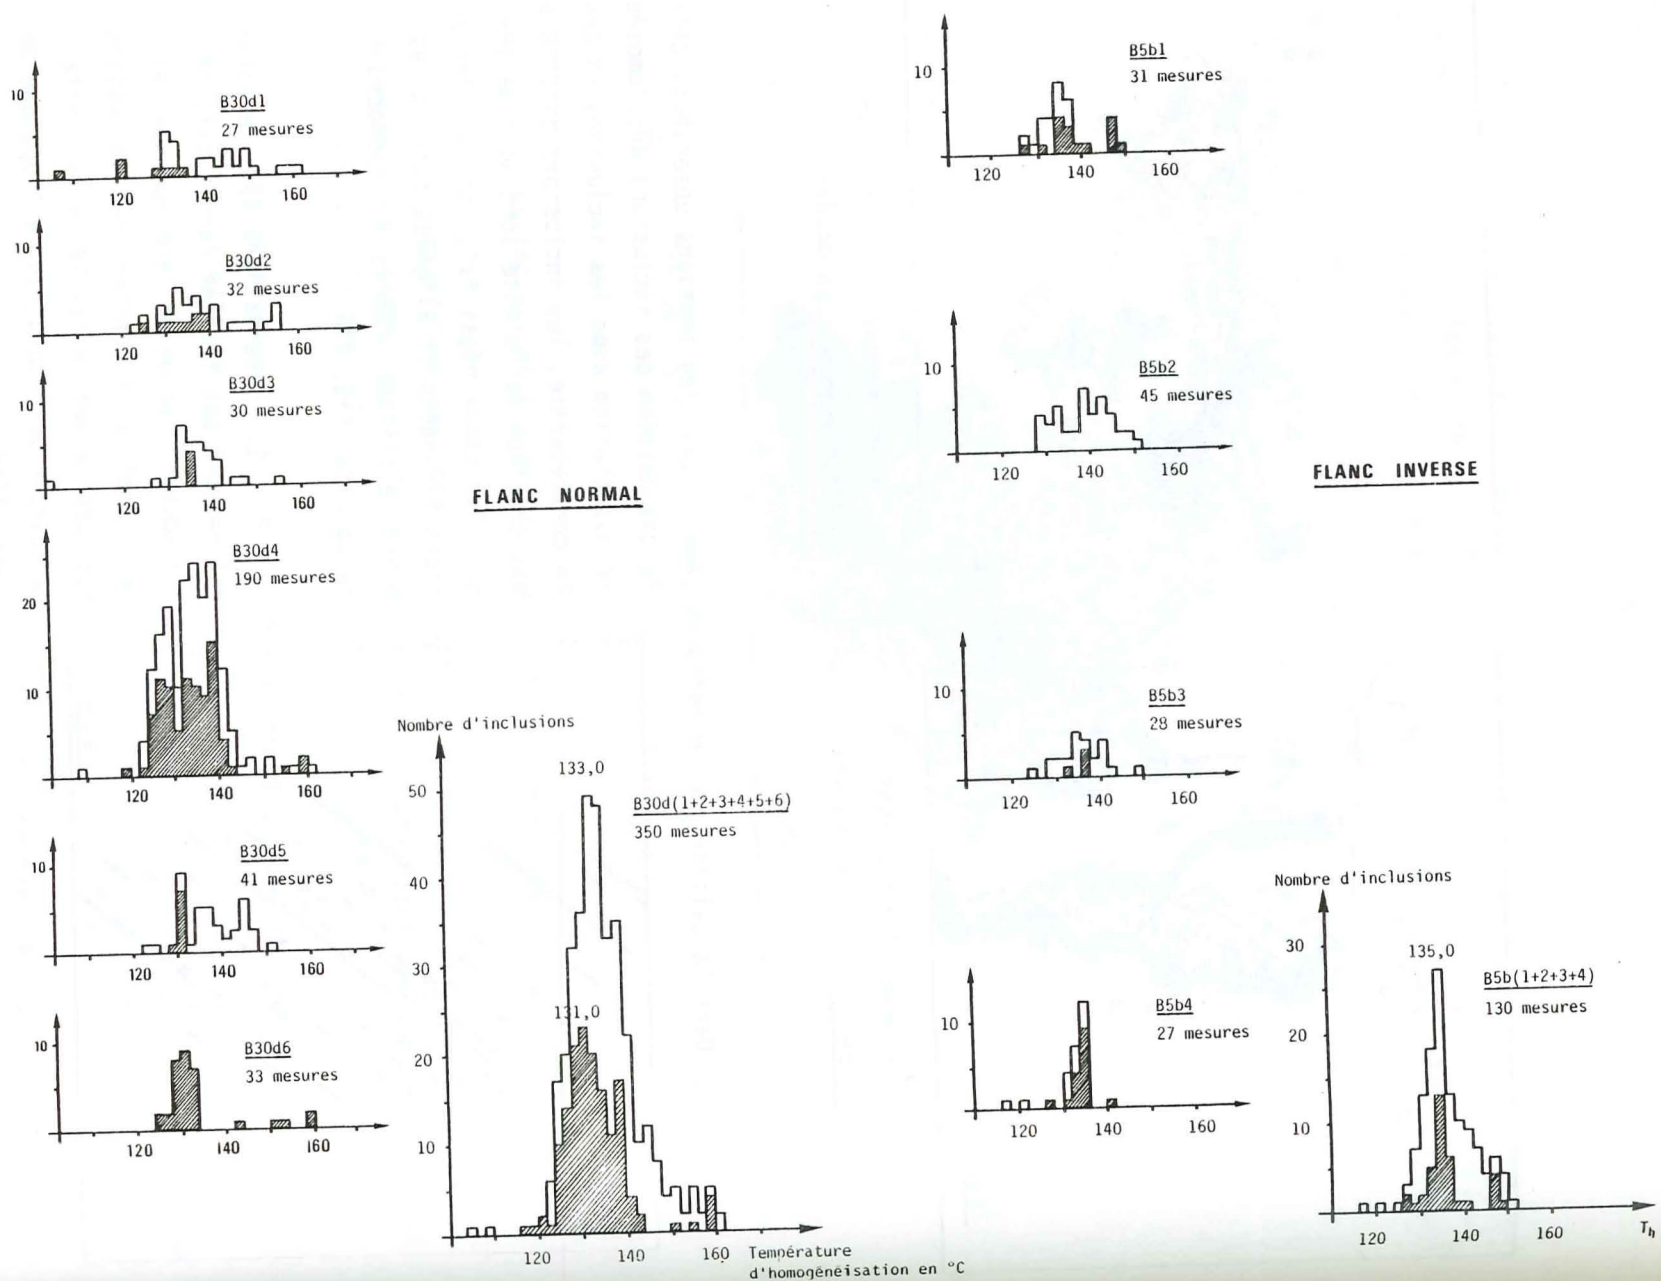 B30d1
27 mesures
10
120 140 160
B30d2
32 mesures
10
120 140 160
B30d3
30 mesures
10
120 140 160
FLANC NORMAL
B30d4
190 mesures
20
10
120 140 160
B30d5
41 mesures
10
120 140 160
B30d6
33 mesures
10
120 140 160
Nombre d'inclusions
133,0
50
B30d(1+2+3+4+5+6)
350 mesures
40
30
131,0
20
10
120 140 160
Température
d'homogénéisation en °C
B5b1
31 mesures
10
120 140 160
B5b2
45 mesures
10
120 140 160
FLANC INVERSE
B5b3
28 mesures
10
120 140 160
B5b4
27 mesures
10
120 140 160
Nombre d'inclusions
135,0
30
B5b(1+2+3+4)
130 mesures
20
10
120 140 160
Th